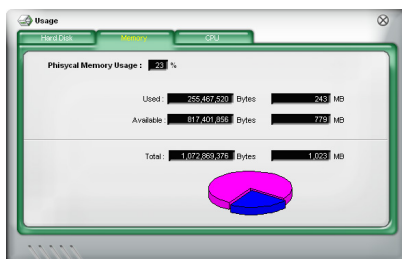 Usage
Hard Disk Memory CPU
Phisycal Memory Usage : 23 %
Used : 255,467,520 Bytes 243 MB
Available : 817,401,856 Bytes 779 MB
Total : 1,072,869,376 Bytes 1,023 MB